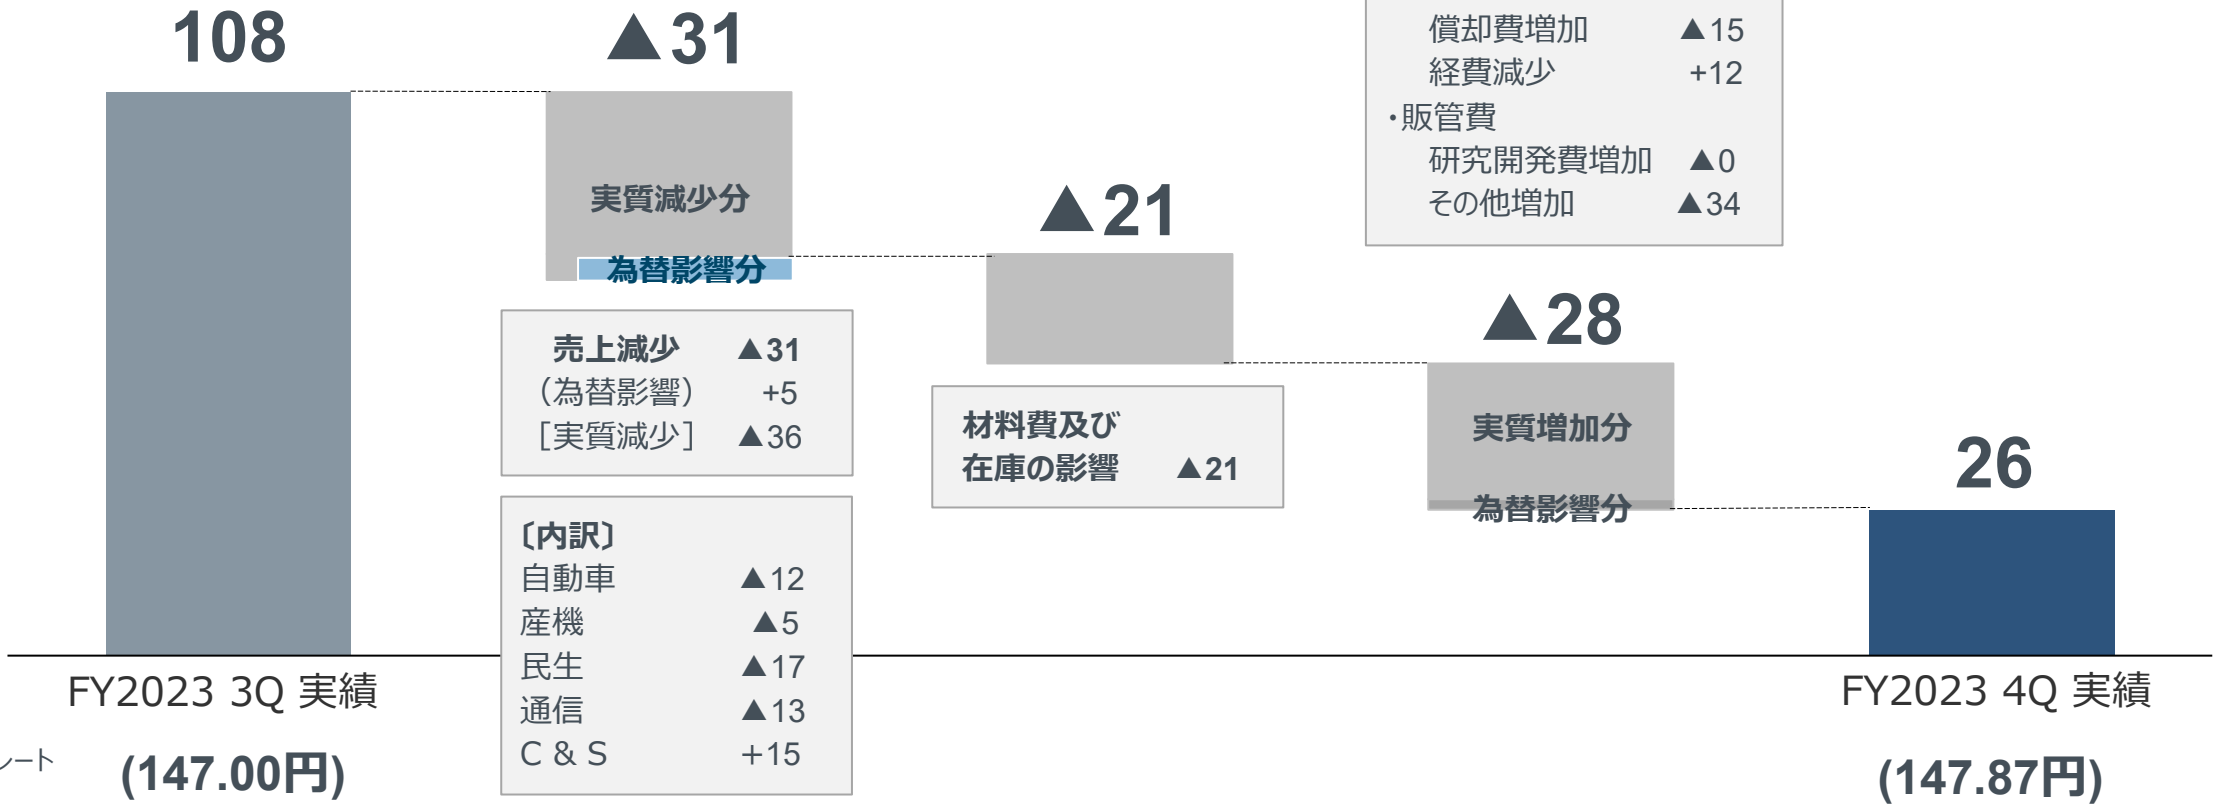 108
▲31
償却費増加 ▲15
経費減少 +12
・販管費
研究開発費増加 ▲0
その他増加 ▲34
実質減少分
為替影響分
▲21
売上減少 ▲31
（為替影響） +5
［実質減少］ ▲36
▲28
材料費及び
在庫の影響 ▲21
実質増加分
為替影響分
26
〔内訳〕
自動車 ▲12
産機 ▲5
民生 ▲17
通信 ▲13
C & S +15
FY2023 3Q 実績
FY2023 4Q 実績
レート
(147.00円)
(147.87円)